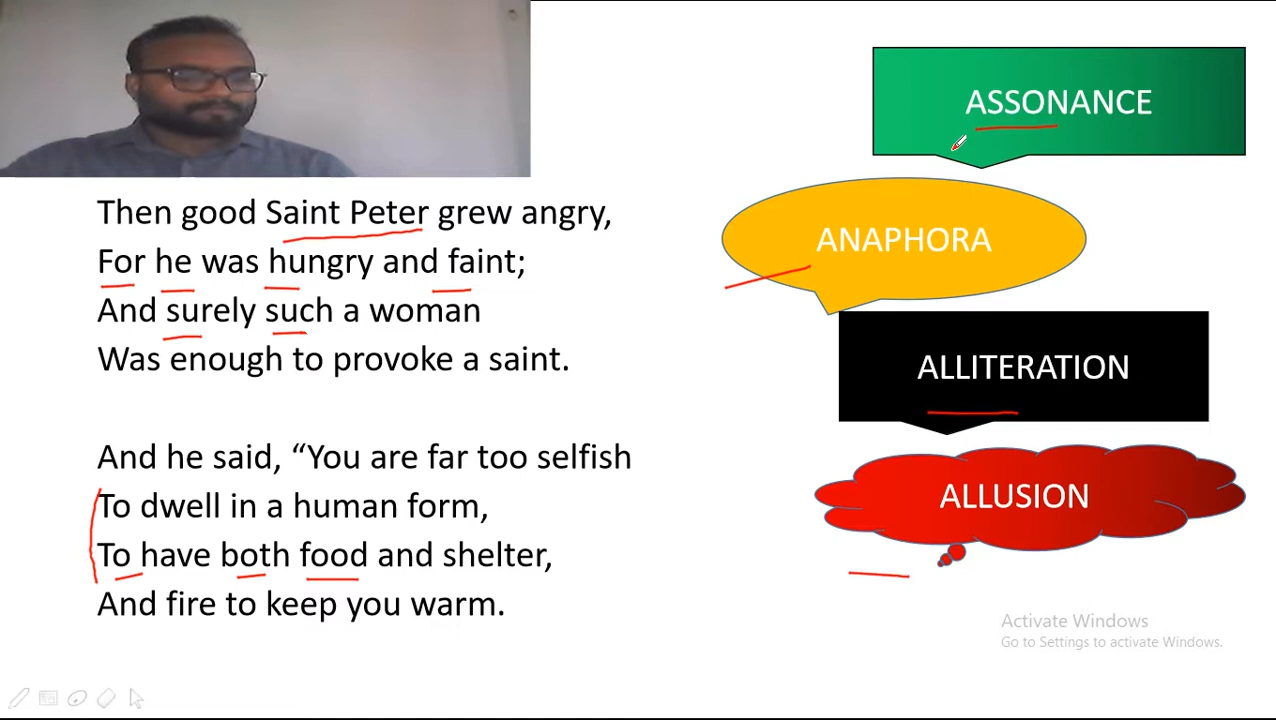 Then good Saint Peter grew angry,
For he was hungry and faint;
And surely such a woman
Was enough to provoke a saint.
And he said, “You are far too selfish
To dwell in a human form,
To have both food and shelter,
And fire to keep you warm.
ASSONANCE
ANAPHORA
ALLITERATION
ALLUSION
Activate Windows
Go to Settings to activate Windows.